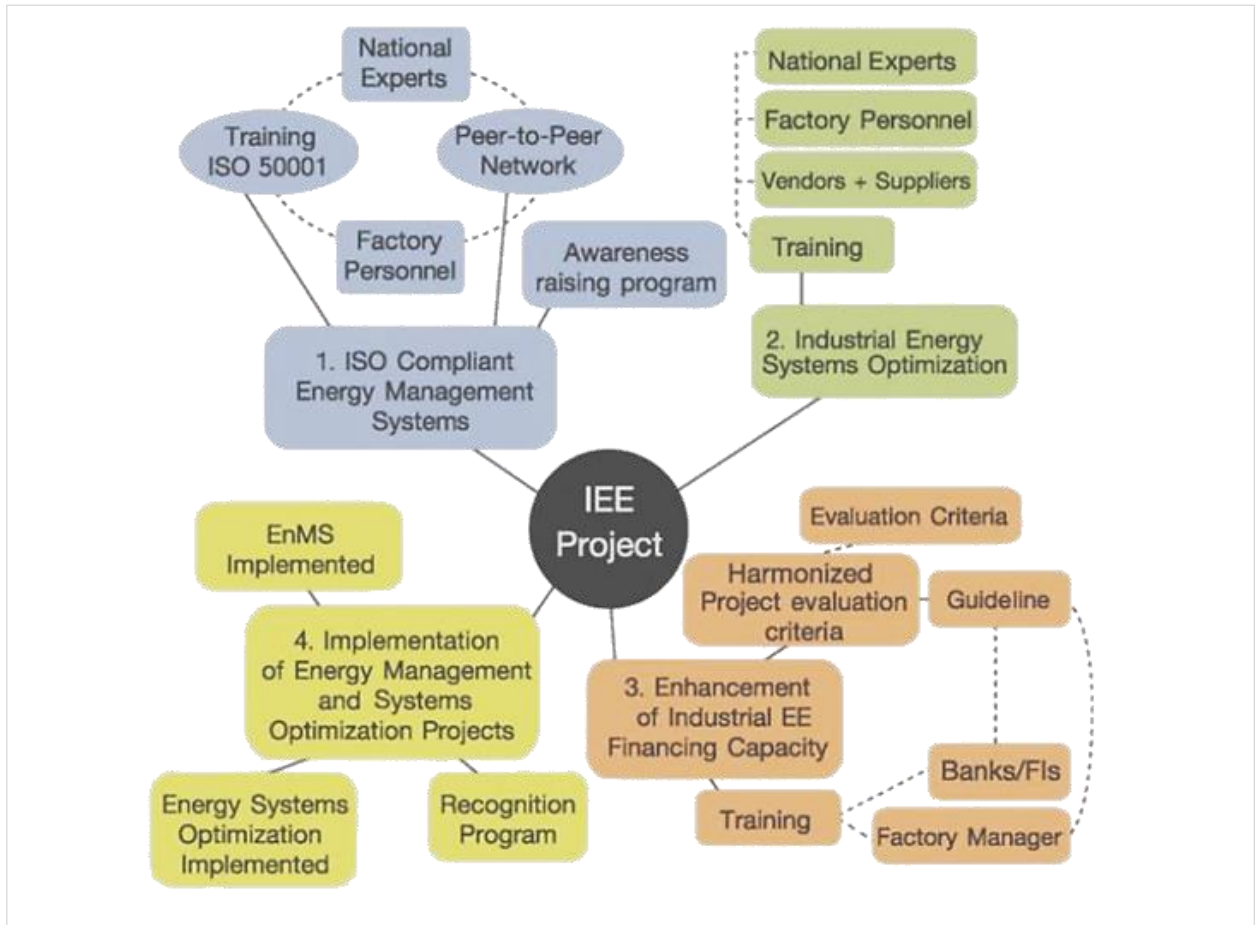 National
Experts
Training
ISO 50001
Peer-to-Peer
Network
Factory
Personnel
Awareness
raising program
1. ISO Compliant
Energy Management
Systems
National Experts
Factory Personnel
Vendors + Suppliers
Training
2. Industrial Energy
Systems Optimization
IEE
Project
EnMS
Implemented
4. Implementation
of Energy Management
and Systems
Optimization Projects
Energy Systems
Optimization
Implemented
Recognition
Program
Evaluation Criteria
Harmonized
Project evaluation
criteria
Guideline
3. Enhancement
of Industrial EE
Financing Capacity
Banks/FIs
Training
Factory Manager